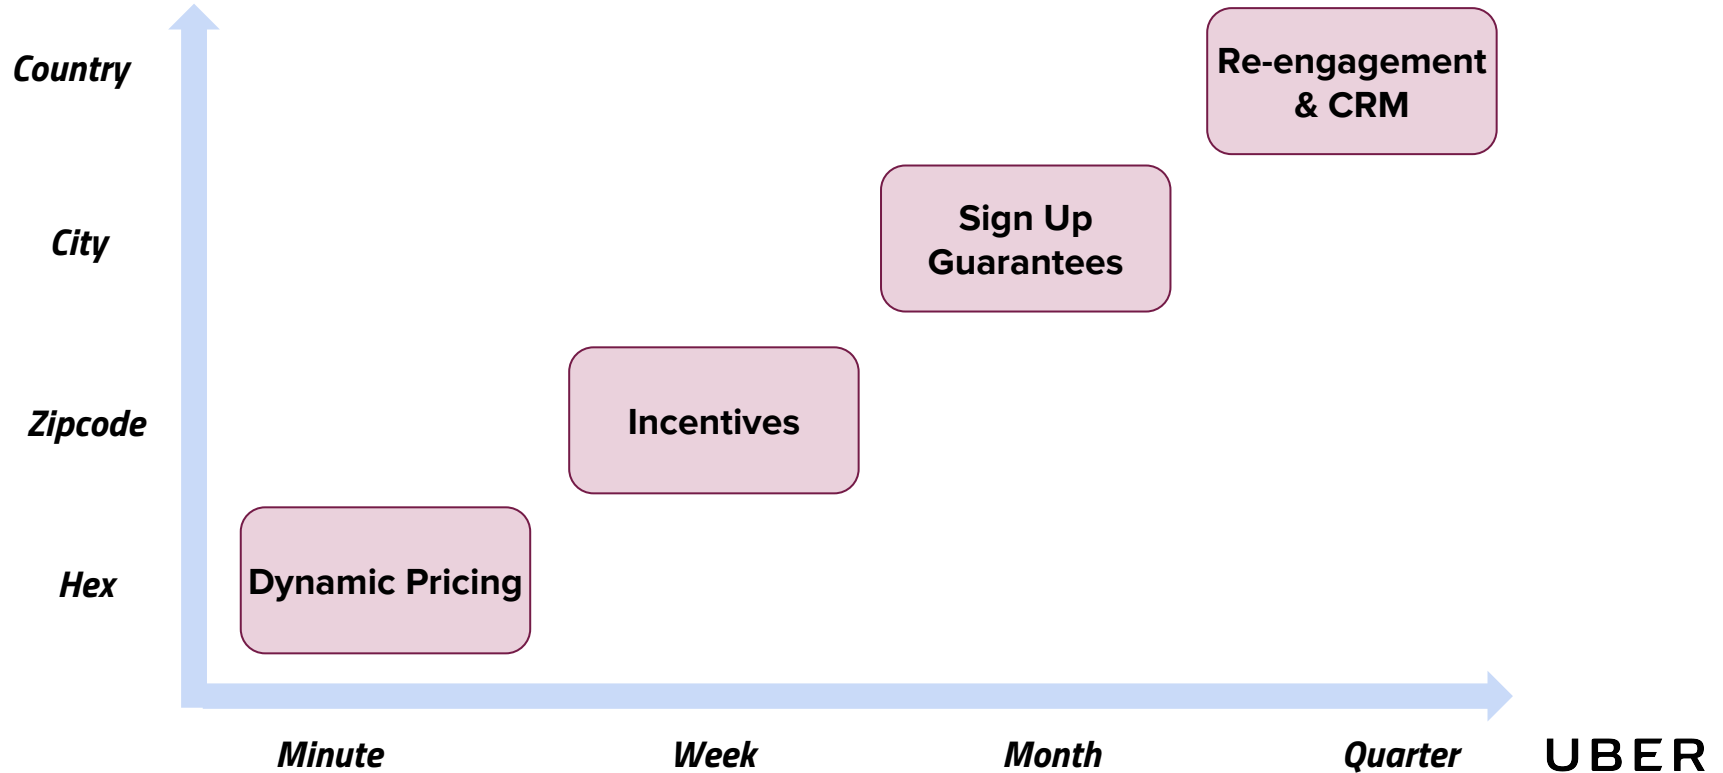 Country
Re-engagement
& CRM
City
Sign Up
Guarantees
Zipcode
Incentives
Hex
Dynamic Pricing
Minute
Week
Month
Quarter
UBER